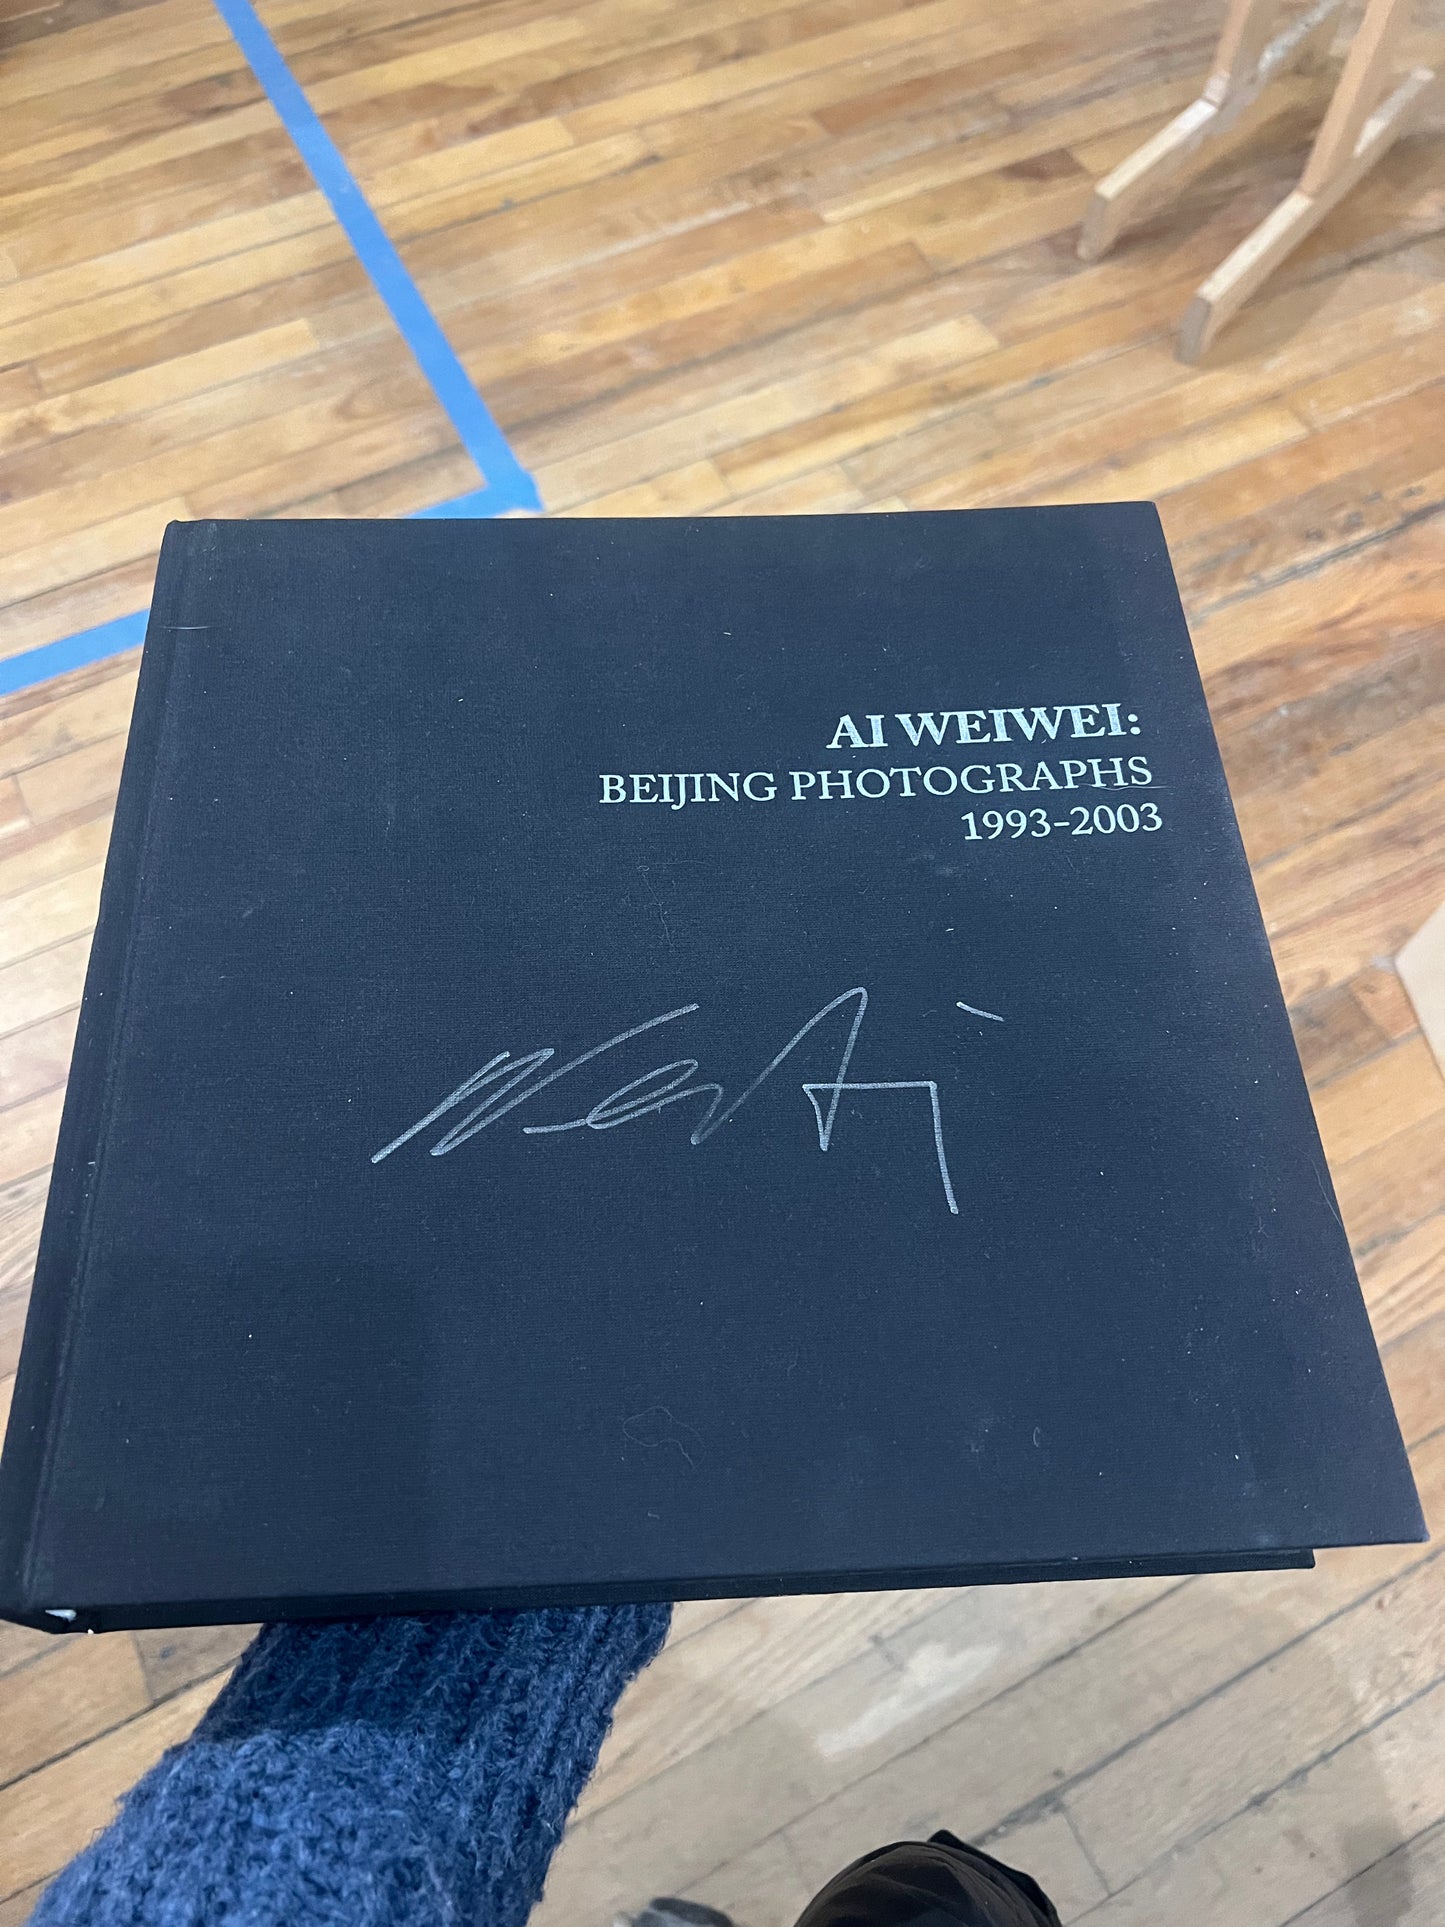 AI WEIWEI:
BEIJING PHOTOGRAPHS
1993-2003